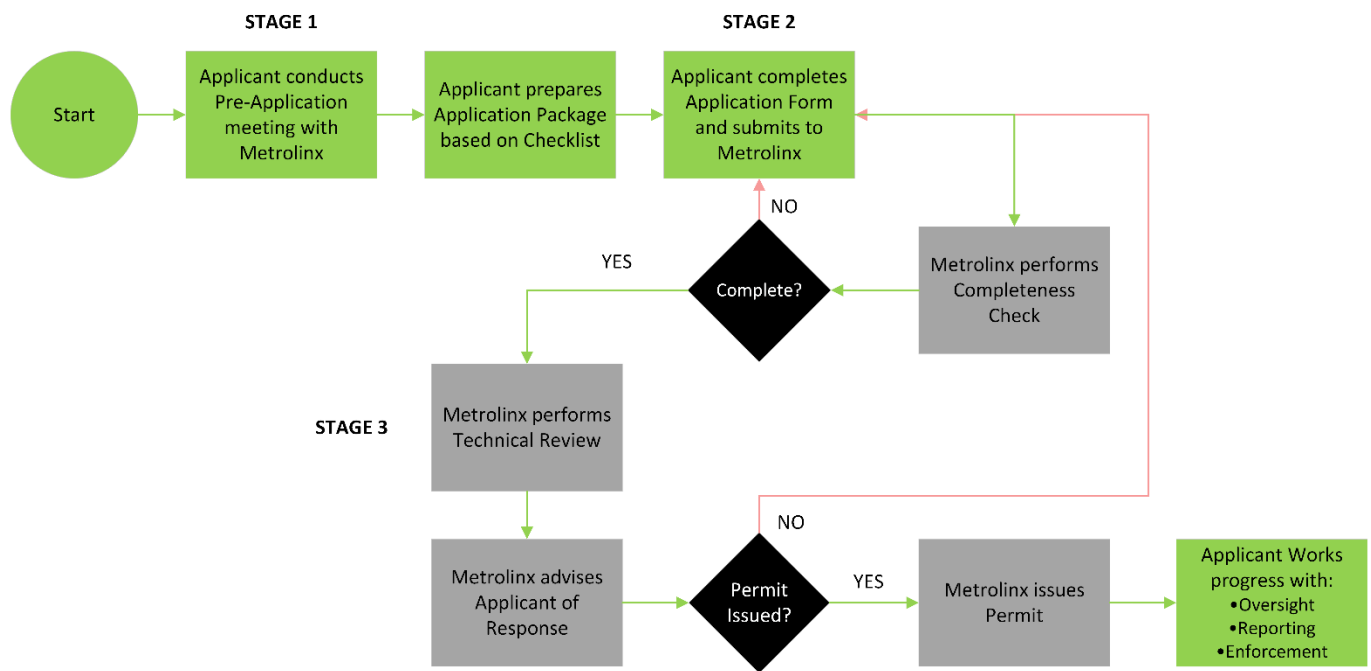 STAGE 1
STAGE 2
Start
Applicant conducts
Pre-Application
meeting with
Metrolinx
Applicant prepares
Application Package
based on Checklist
Applicant completes
Application Form
and submits to
Metrolinx
NO
YES
Complete?
Metrolinx performs
Completeness
Check
STAGE 3
Metrolinx performs
Technical Review
NO
Metrolinx advises
Applicant of
Response
Permit
Issued?
YES
Metrolinx issues
Permit
Applicant Works
progress with:
•Oversight
•Reporting
•Enforcement